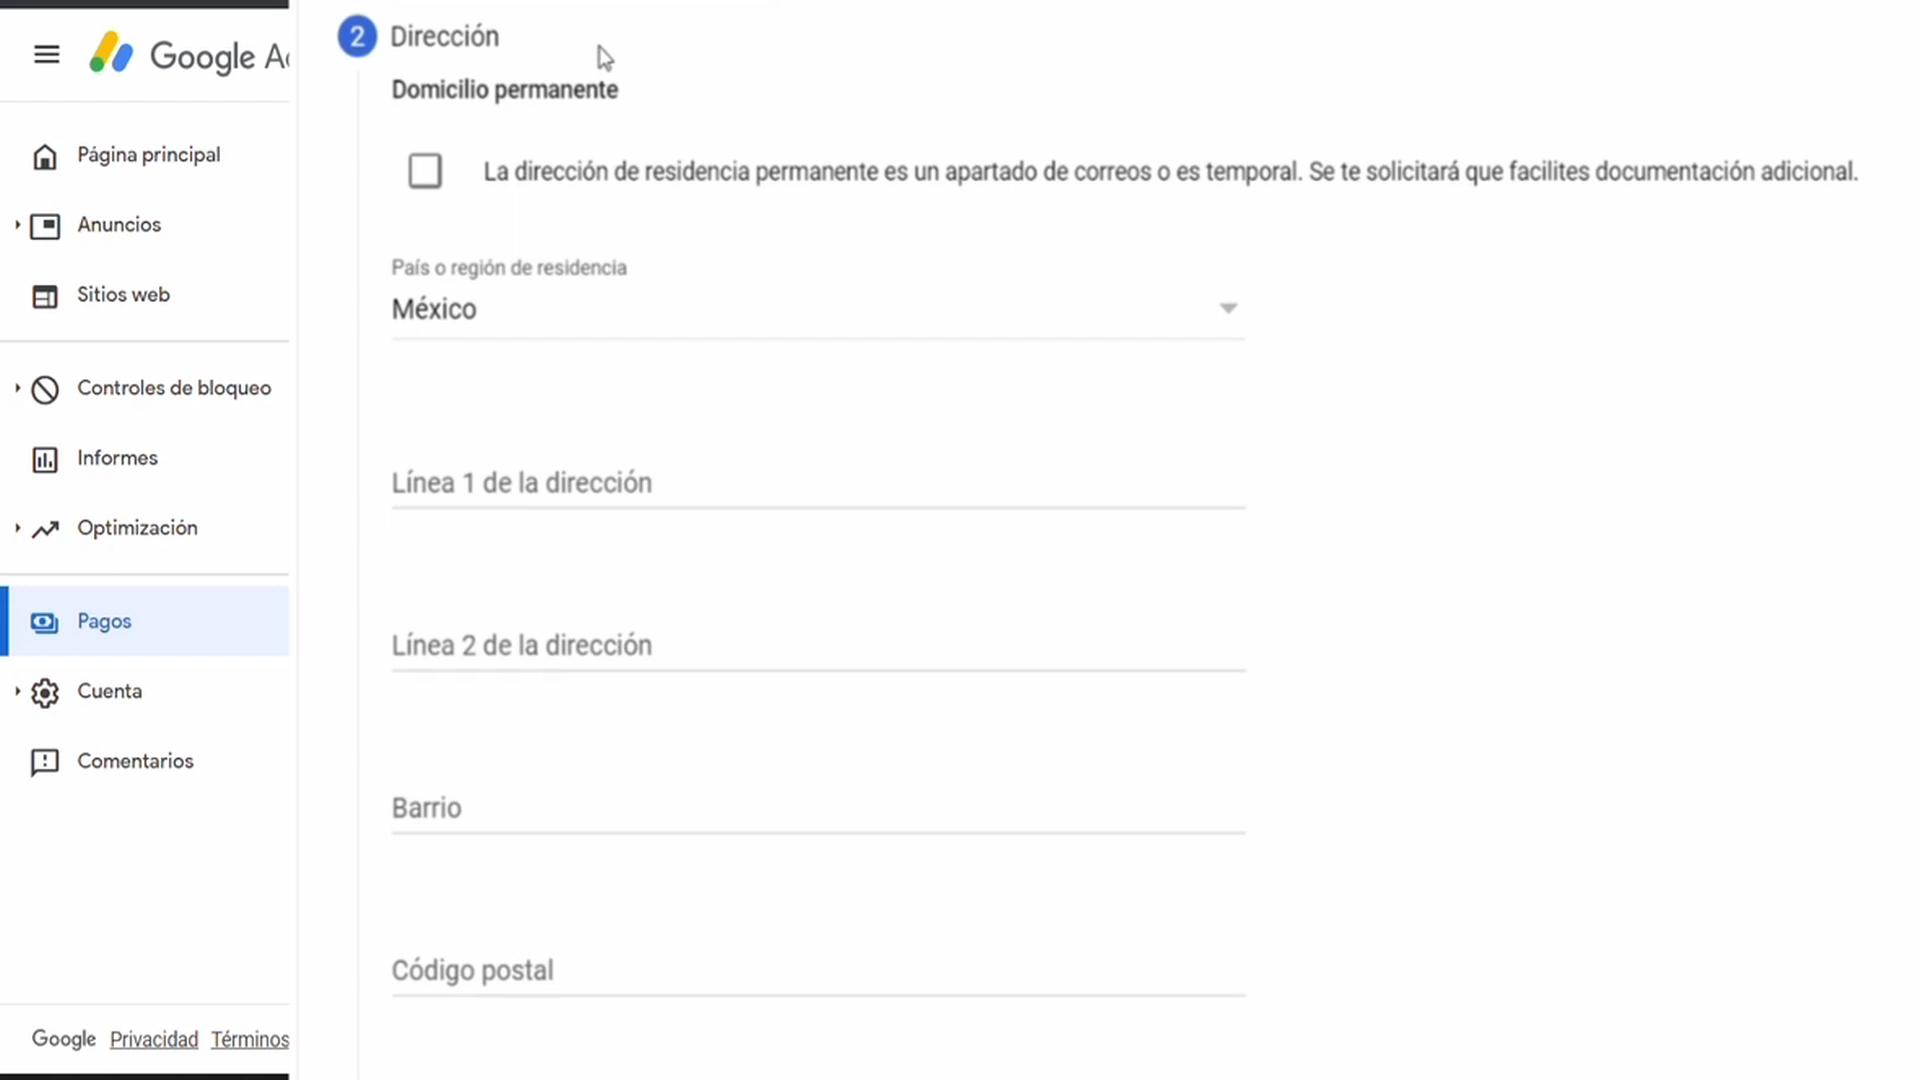 Google
Página principal
Anuncios
Sitios web
Controles de bloqueo
Informes
Optimización
Pagos
Cuenta
Comentarios
Google Privacidad Términos
2 Dirección
Domicilio permanente
La dirección de residencia permanente es un apartado de correos o es temporal. Se te solicitará que facilites documentación adicional.
País o región de residencia
México
Línea 1 de la dirección
Línea 2 de la dirección
Barrio
Código postal